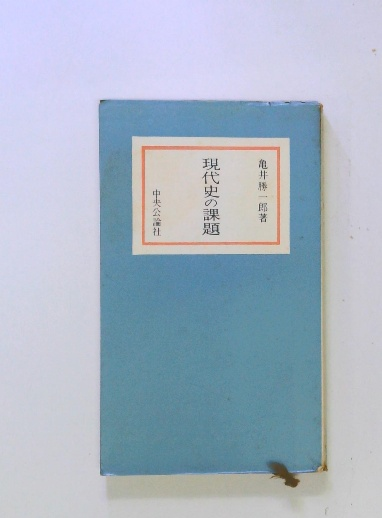 亀井勝一郎著
現代史の課題
中央公論社